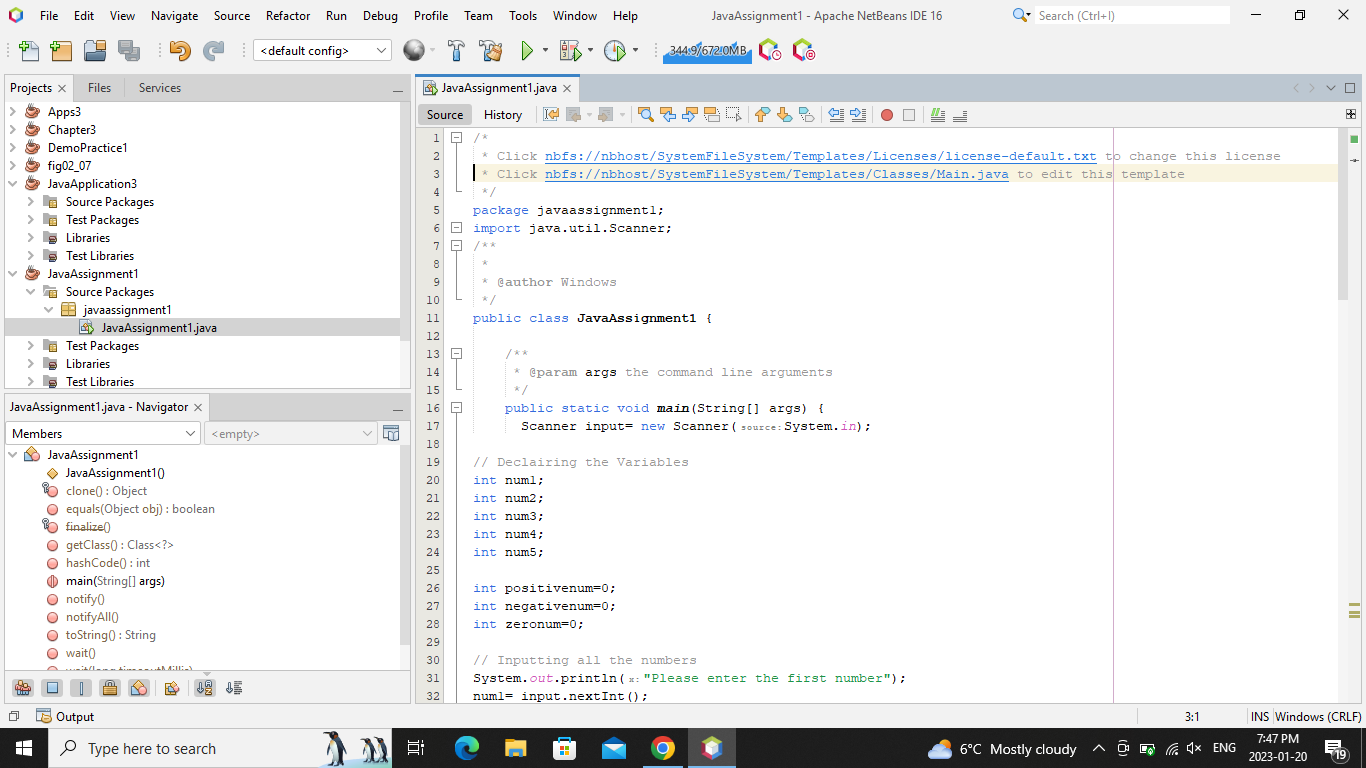 File Edit View Navigate Source Refactor Run Debug Profile Team Tools Window Help JavaAssignment1 - Apache NetBeans IDE 16 Search (Ctrl+I)
<default config> 344.9/672.0MB
Projects Files Services
Apps3
Chapter3
DemoPractice1
fig02_07
JavaApplication3
Source Packages
Test Packages
Libraries
Test Libraries
JavaAssignment1
Source Packages
javaassignment1
JavaAssignment1.java
Test Packages
Libraries
Test Libraries
JavaAssignment1.java - Navigator
Members <empty>
JavaAssignment1
JavaAssignment1()
clone() : Object
equals(Object obj) : boolean
finalize()
getClass() : Class<?>
hashCode() : int
main(String[] args)
notify()
notifyAll()
toString() : String
wait()
wait(long timeoutMillis)
JavaAssignment1.java
Source History
1 /*
2 * Click nbfs://nbhost/SystemFileSystem/Templates/Licenses/license-default.txt to change this license
3 * Click nbfs://nbhost/SystemFileSystem/Templates/Classes/Main.java to edit this template
4 */
5 package javaassignment1;
6 import java.util.Scanner;
7 /**
8 *
9 * @author Windows
10 */
11 public class JavaAssignment1 {
12
13 /**
14 * @param args the command line arguments
15 */
16 public static void main(String[] args) {
17 Scanner input= new Scanner( source: System.in);
18
19 // Declairing the Variables
20 int num1;
21 int num2;
22 int num3;
23 int num4;
24 int num5;
25
26 int positivenum=0;
27 int negativenum=0;
28 int zeronum=0;
29
30 // Inputting all the numbers
31 System.out.println( x: "Please enter the first number");
32 num1= input.nextInt();
Output 3:1 INS Windows (CRLF)
Type here to search 6°C Mostly cloudy ENG 7:47 PM
2023-01-20 19